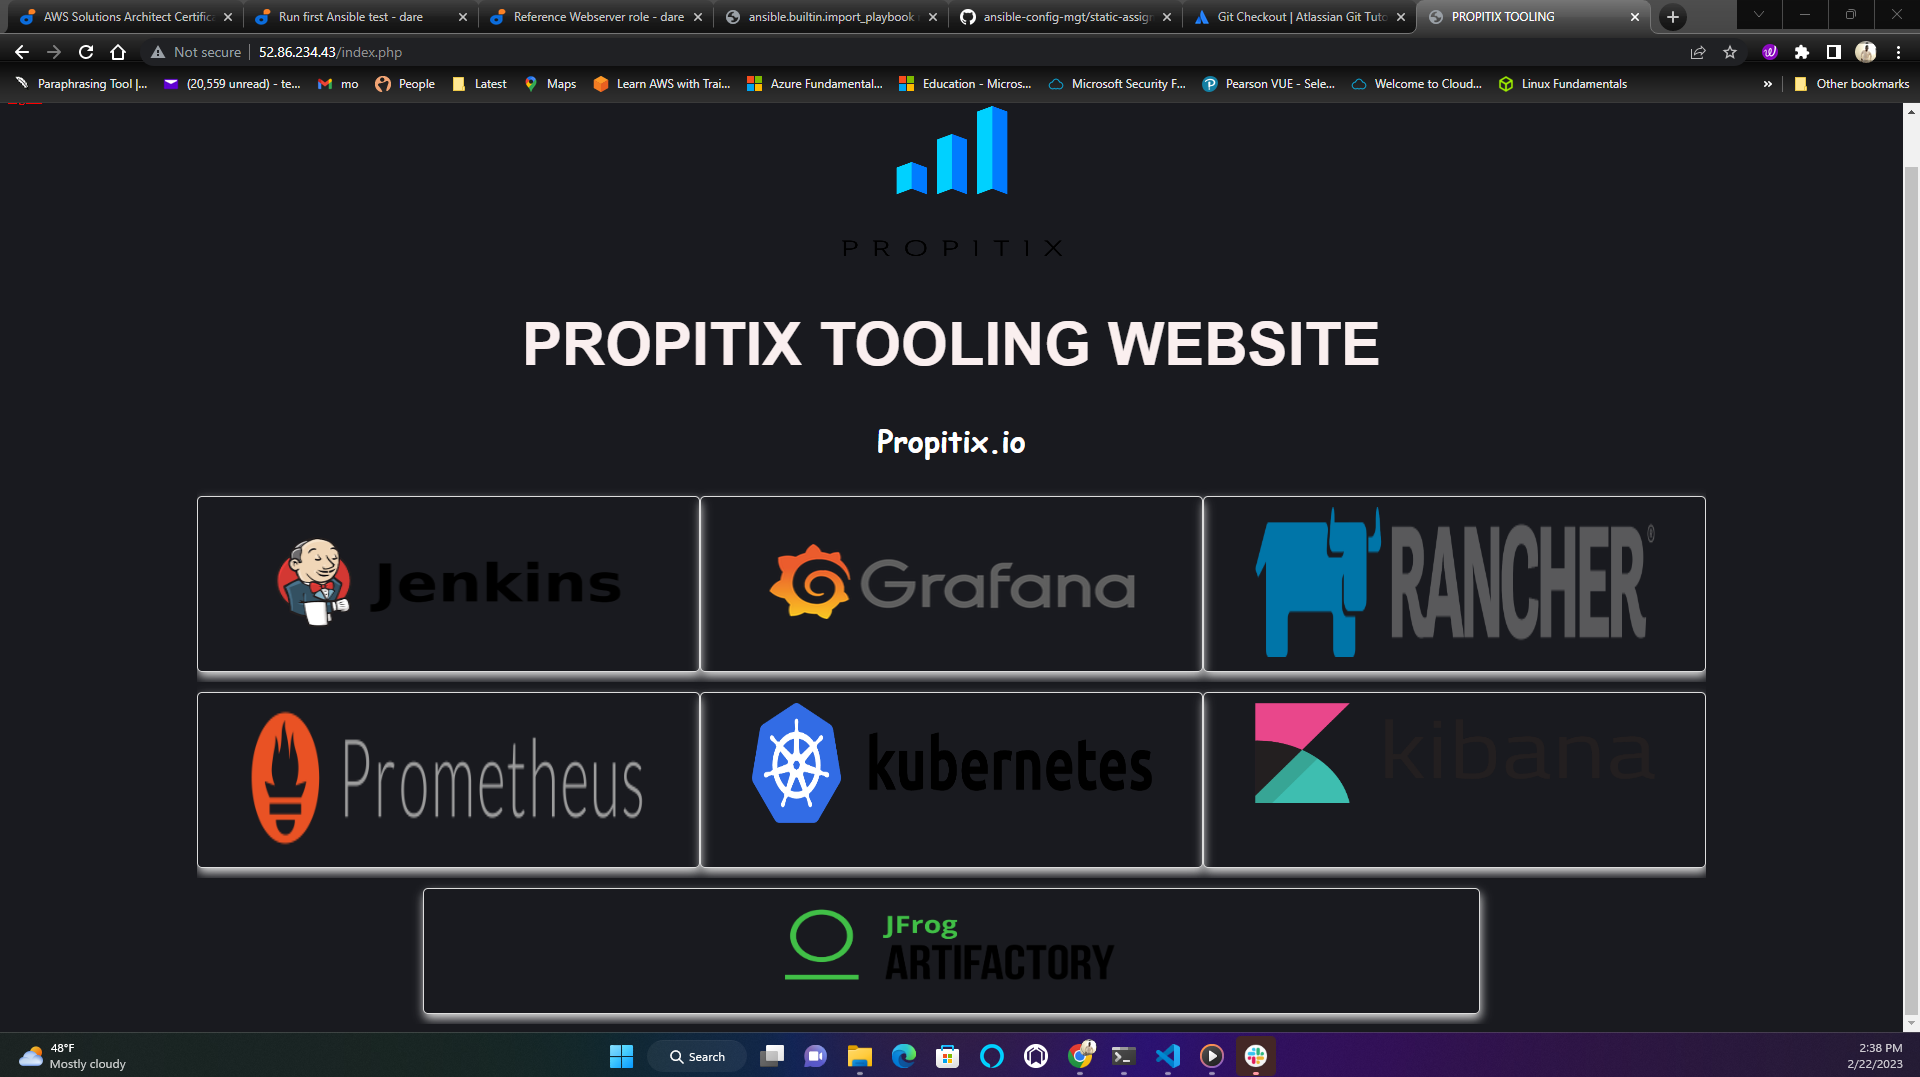 AWS Solutions Architect Certifica
Run first Ansible test - dare
Reference Webserver role - dare
ansible.builtin.import_playbook
ansible-config-mgt/static-assign
Git Checkout | Atlassian Git Tuto
PROPITIX TOOLING
Not secure
52.86.234.43/index.php
Paraphrasing Tool |...
(20,559 unread) - te...
mo
People
Latest
Maps
Learn AWS with Trai...
Azure Fundamental...
Education - Micros...
Microsoft Security F...
Pearson VUE - Sele...
Welcome to Cloud...
Linux Fundamentals
»
Other bookmarks
PROPITIX
PROPITIX TOOLING WEBSITE
Propitix.io
Jenkins
Grafana
RANCHER®
Prometheus
kubernetes
kibana
JFrog
ARTIFACTORY
48°F
Mostly cloudy
Search
2:38 PM
2/22/2023